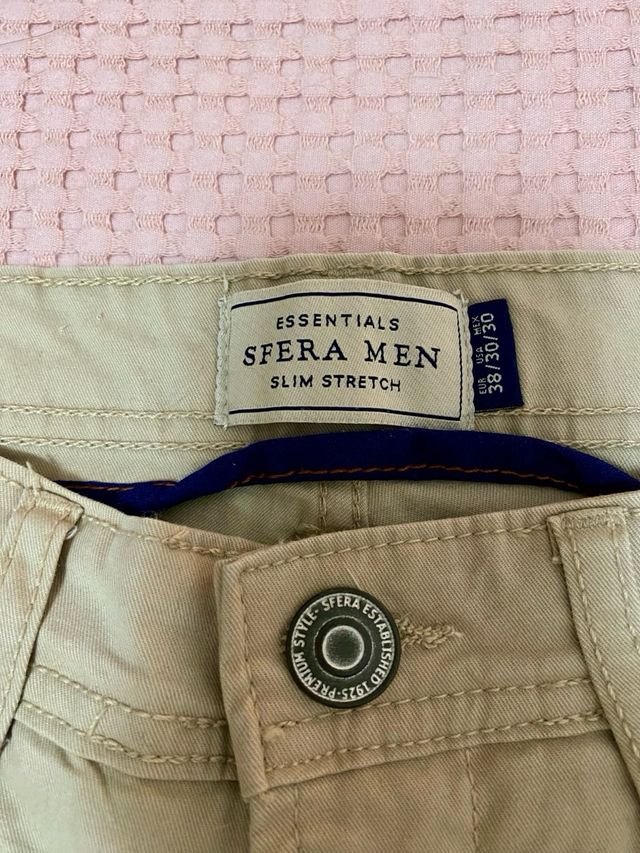 ESSENTIALS
SFERA MEN
SLIM STRETCH
EUR USA MEX
38/30/30
SFERA ESTABLISHED 1925-PREMIUM STYLE-